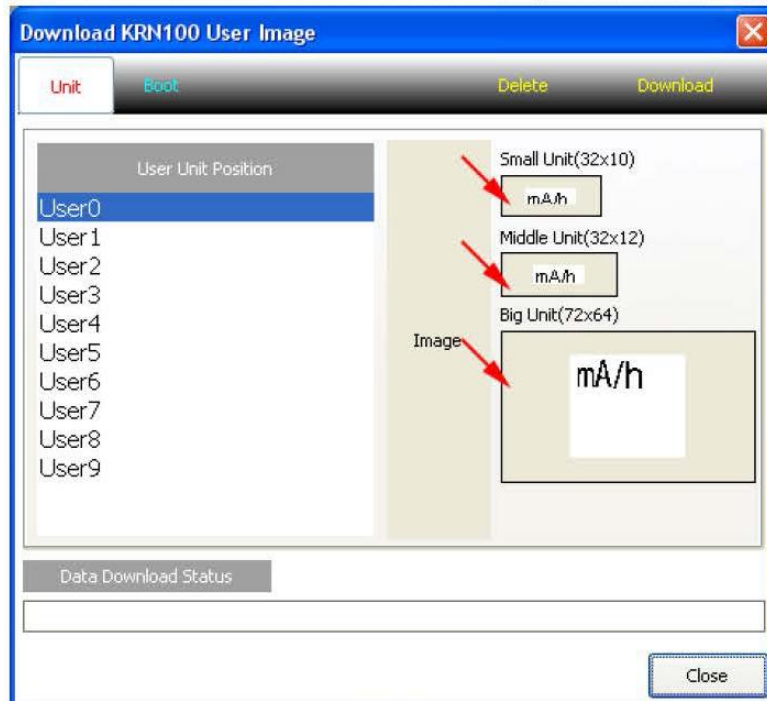 Download KRN100 User Image
Unit
Boot
Delete
Download
User Unit Position
User0
User1
User2
User3
User4
User5
User6
User7
User8
User9
Image
Small Unit(32x10)
mA/h
Middle Unit(32x12)
mA/h
Big Unit(72x64)
mA/h
Data Download Status
Close